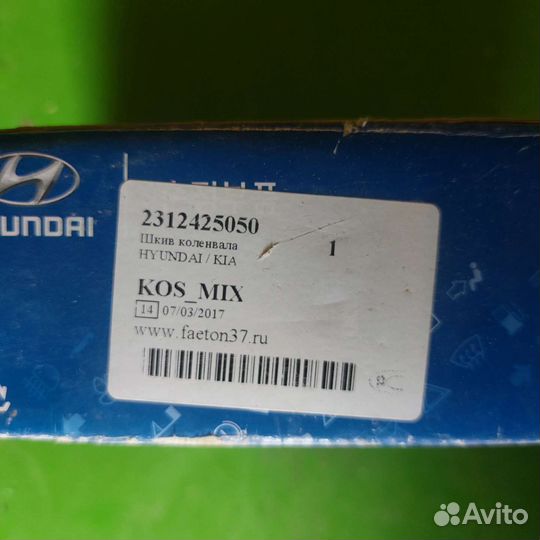 HYUNDAI
2312425050
Шкив коленвала
HYUNDAI / KIA
1
KOS_MIX
14 07/03/2017
www.faeton37.ru
Avito